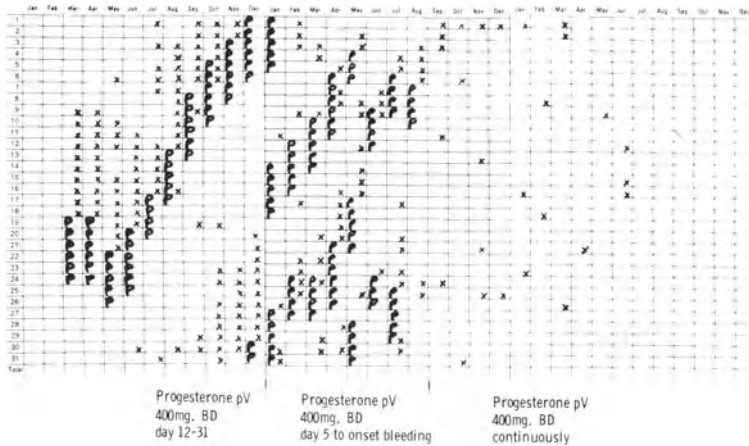 Jan Feb Mar Apr May Jun Jul Aug Sep Oct Nov Dec Jan Feb Mar Apr May Jun Jul Aug Sep Oct Nov Dec Jan Feb Mar Apr May Jun Jul Aug Sep Oct Nov Dec
1
2
3
4
5
6
7
8
9
10
11
12
13
14
15
16
17
18
19
20
21
22
23
24
25
26
27
28
29
30
31
Total
Progesterone pV
400mg. BD
day 12-31
Progesterone pV
400mg. BD
day 5 to onset bleeding
Progesterone pV
400mg. BD
continuously